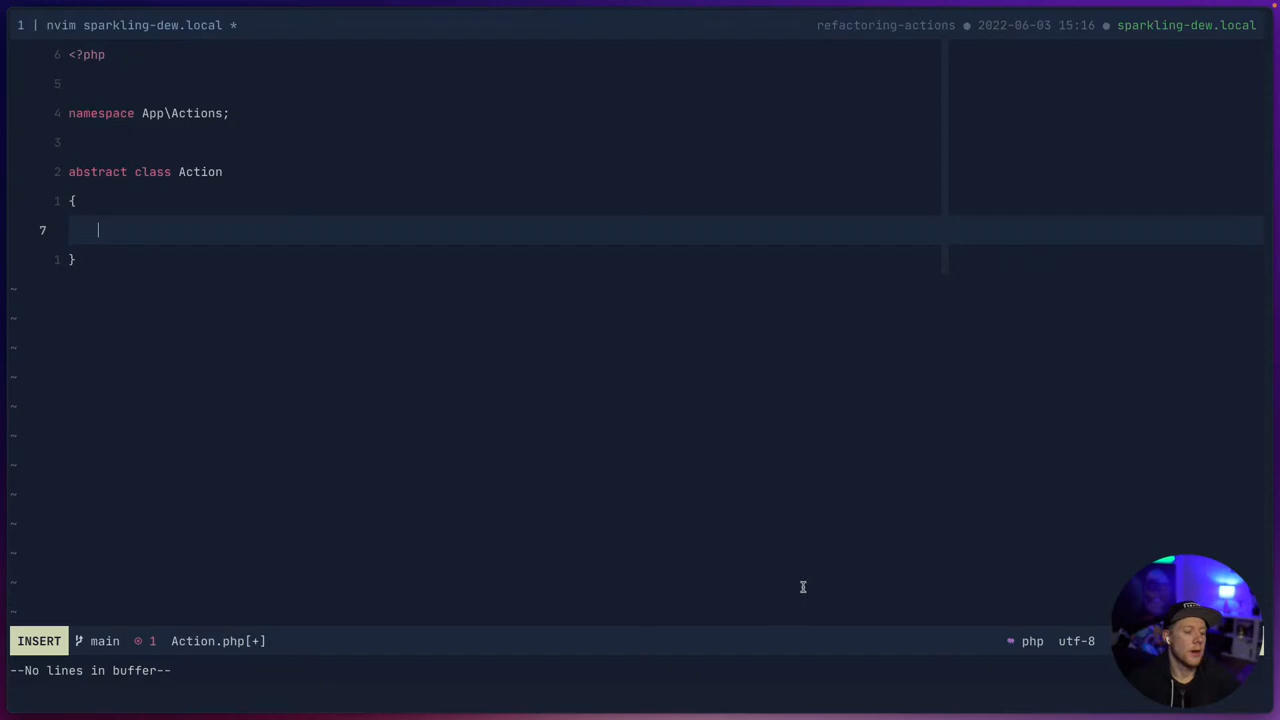 1 | nvim sparkling-dew.local * refactoring-actions ● 2022-06-03 15:16 ● sparkling-dew.local
6 <?php
5
4 namespace App\Actions;
3
2 abstract class Action
1 {
7
1 }
~
~
~
~
~
~
~
~
~
~
~
~
INSERT main 1 Action.php[+] php utf-8
--No lines in buffer--